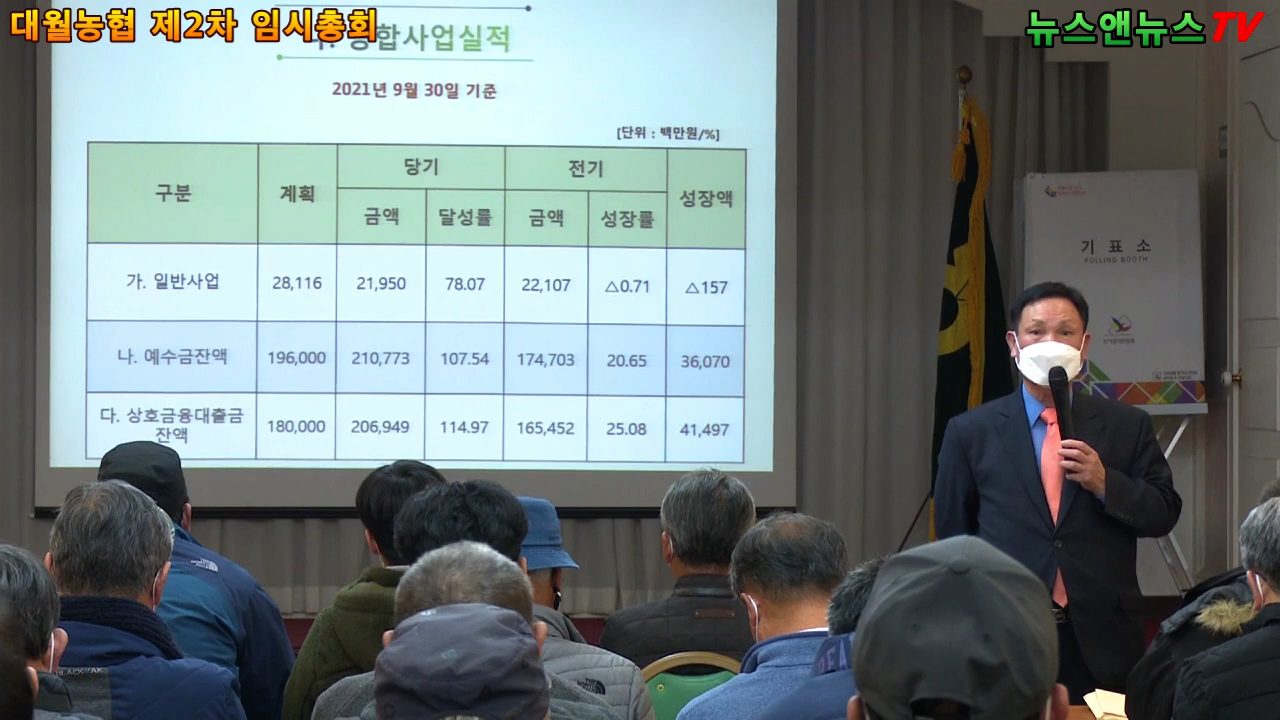 대월농협 제2차 임시총회
뉴스앤뉴스TV
종합사업실적
2021년 9월 30일 기준
[단위 : 백만원/%]
구분 계획 당기 전기 성장액
금액 달성률 금액 성장률
가. 일반사업 28,116 21,950 78.07 22,107 △0.71 △157
나. 예수금잔액 196,000 210,773 107.54 174,703 20.65 36,070
다. 상호금융대출금
잔액 180,000 206,949 114.97 165,452 25.08 41,497
기 표 소
POLLING BOOTH